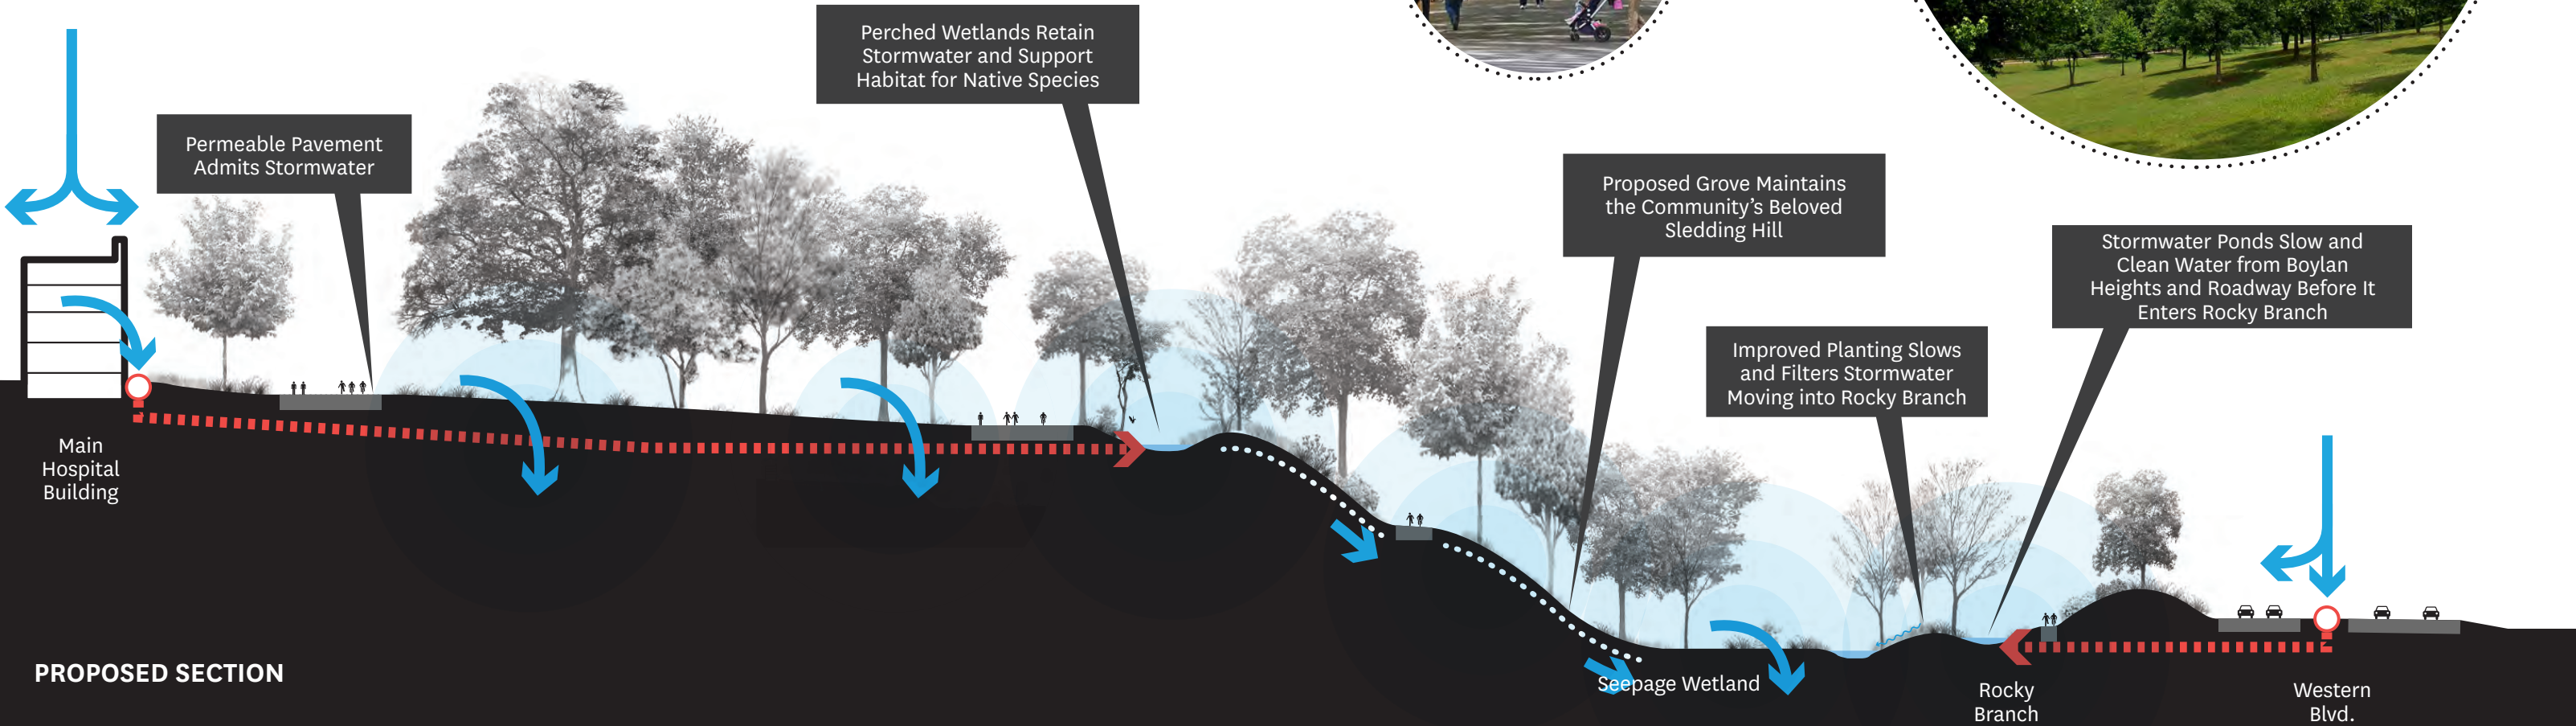 Perched Wetlands Retain
Stormwater and Support
Habitat for Native Species
Permeable Pavement
Admits Stormwater
Proposed Grove Maintains
the Community’s Beloved
Sledding Hill
Stormwater Ponds Slow and
Clean Water from Boylan
Heights and Roadway Before It
Enters Rocky Branch
Improved Planting Slows
and Filters Stormwater
Moving into Rocky Branch
Main
Hospital
Building
PROPOSED SECTION
Seepage Wetland
Rocky
Branch
Western
Blvd.